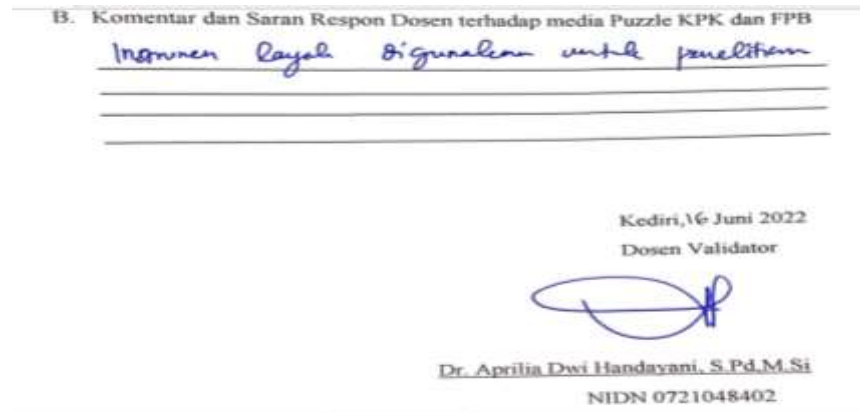 B. Komentar dan Saran Respon Dosen terhadap media Puzzle KPK dan FPB
Instrumen layak digunakan untuk penelitian
Kediri, 16 Juni 2022
Dosen Validator
Dr. Aprilia Dwi Handayani, S.Pd.M.Si
NIDN 0721048402